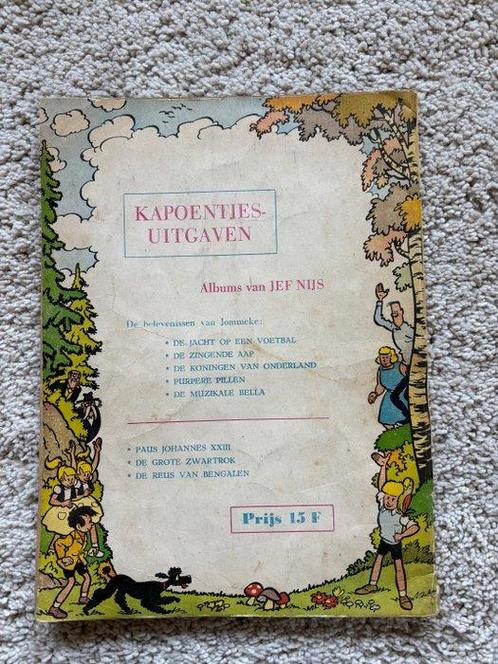 KAPOENTJES-
UITGAVEN
Albums van JEF NIJS
De belevenissen van Jommeke:
* DE JACHT OP EEN VOETBAL
* DE ZINGENDE AAP
* DE KONINGEN VAN ONDERLAND
* PURPERE PILLEN
* DE MUZIKALE BELLA
* PAUS JOHANNES XXIII
* DE GROTE ZWARTROK
* DE REUS VAN BENGALEN
Prijs 15 F